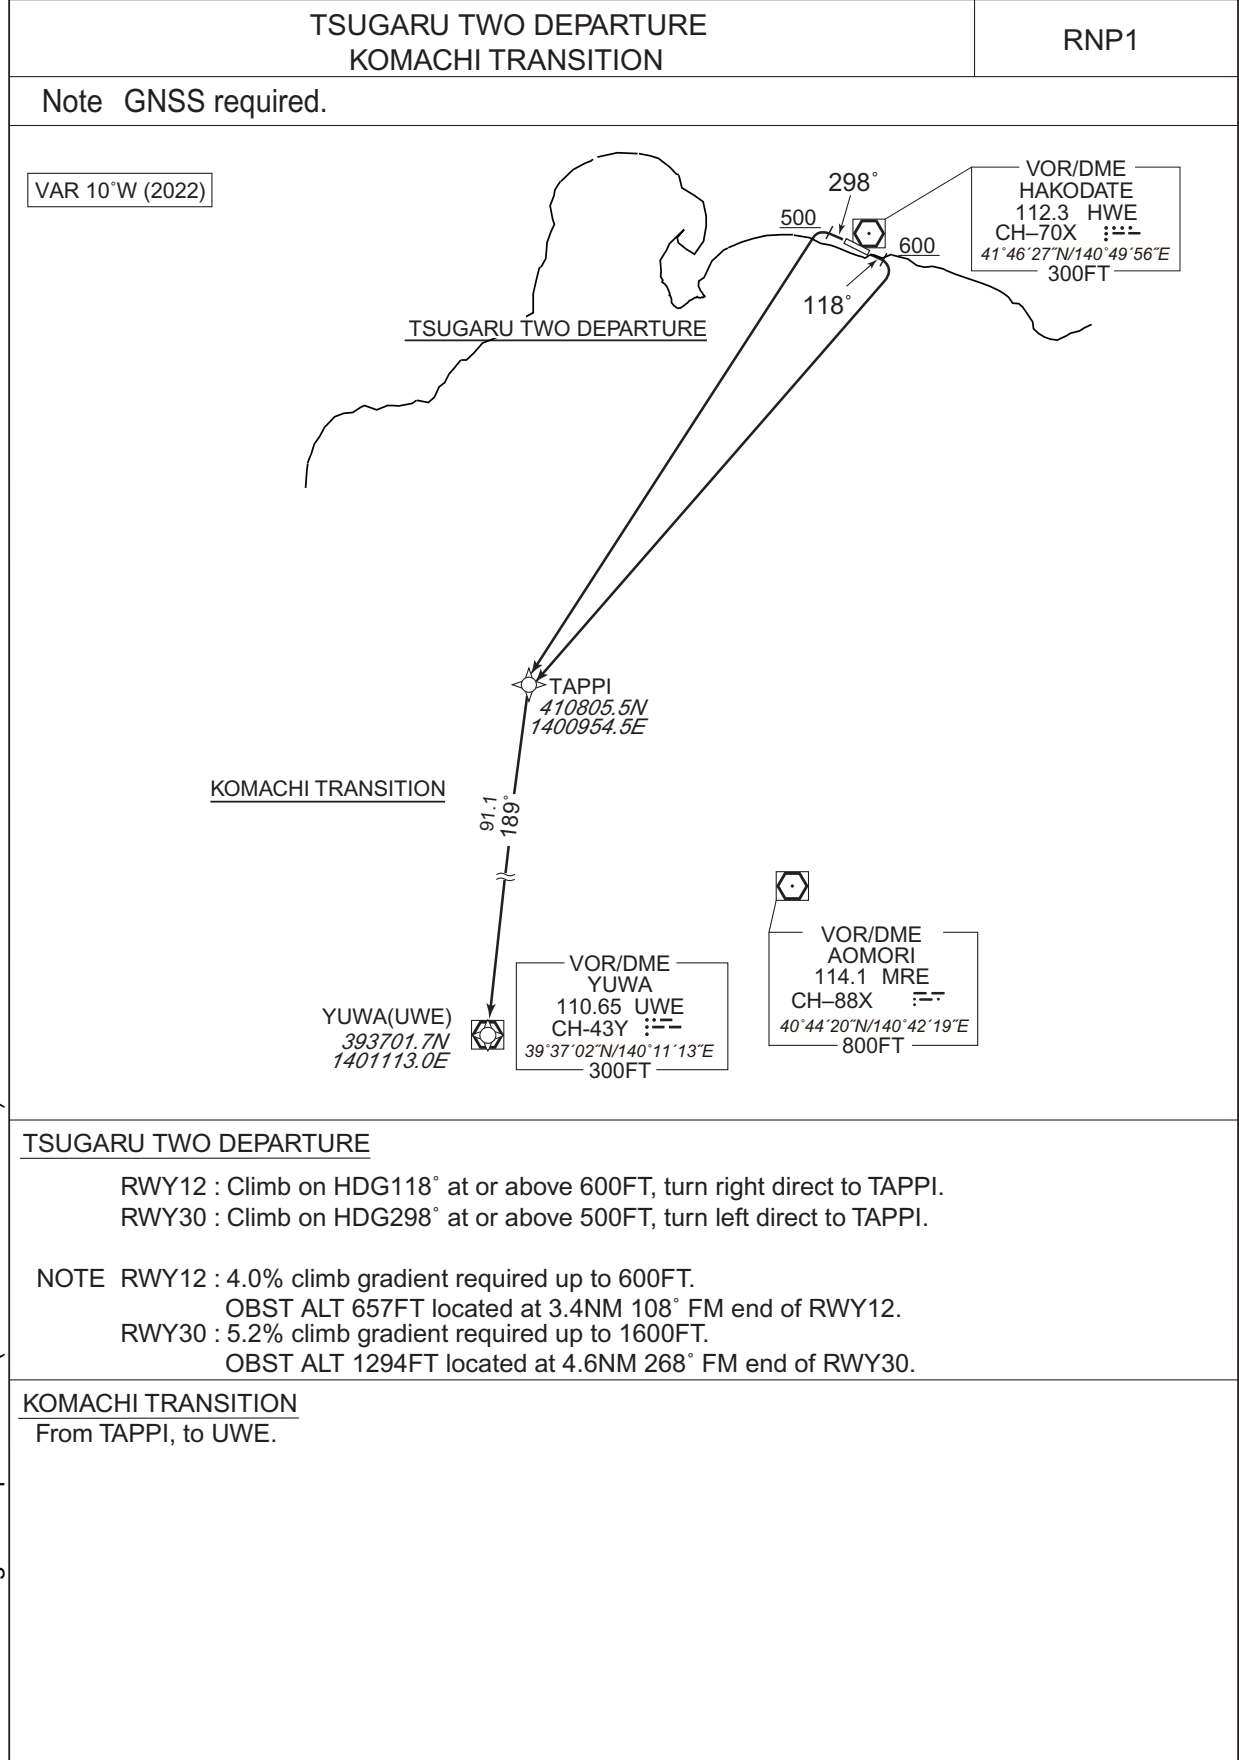 TSUGARU TWO DEPARTURE
KOMACHI TRANSITION
RNP1
Note GNSS required.
VAR 10˚W (2022)
298˚
500
600
118˚
VOR/DME
HAKODATE
112.3 HWE
CH–70X
41˚46´27˝N/140˚49´56˝E
300FT
TSUGARU TWO DEPARTURE
TAPPI
410805.5N
1400954.5E
KOMACHI TRANSITION
91.1
189˚
YUWA(UWE)
393701.7N
1401113.0E
VOR/DME
YUWA
110.65 UWE
CH-43Y
39˚37´02˝N/140˚11´13˝E
300FT
VOR/DME
AOMORI
114.1 MRE
CH–88X
40˚44´20˝N/140˚42´19˝E
800FT
TSUGARU TWO DEPARTURE
RWY12 : Climb on HDG118˚ at or above 600FT, turn right direct to TAPPI.
RWY30 : Climb on HDG298˚ at or above 500FT, turn left direct to TAPPI.
NOTE RWY12 : 4.0% climb gradient required up to 600FT.
OBST ALT 657FT located at 3.4NM 108˚ FM end of RWY12.
RWY30 : 5.2% climb gradient required up to 1600FT.
OBST ALT 1294FT located at 4.6NM 268˚ FM end of RWY30.
KOMACHI TRANSITION
From TAPPI, to UWE.